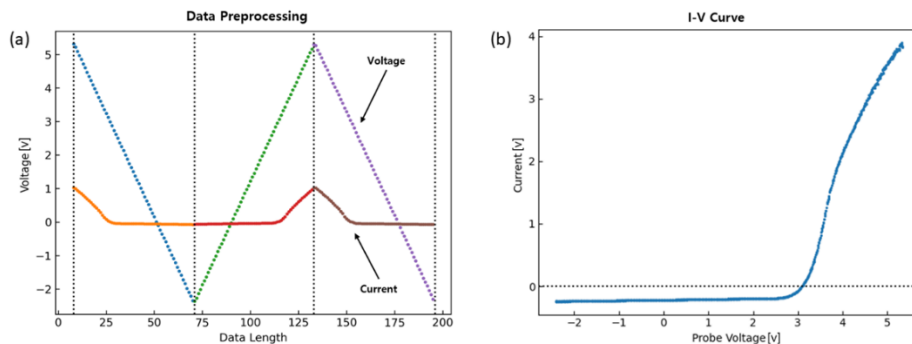 Data Preprocessing
(a)
Voltage [v]
5
4
3
2
1
0
−1
−2
Voltage
Current
0 25 50 75 100 125 150 175 200
Data Length
I-V Curve
(b)
Current [v]
4
3
2
1
0
−2 −1 0 1 2 3 4 5
Probe Voltage [v]